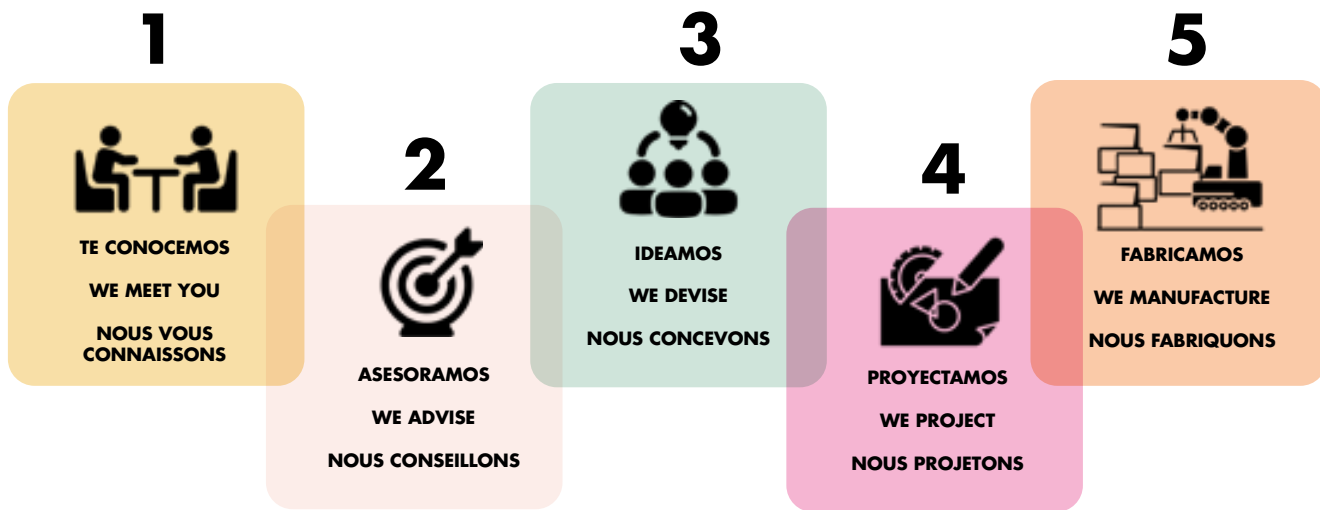 1
TE CONOCEMOS
WE MEET YOU
NOUS VOUS
CONNAISSONS
2
ASESORAMOS
WE ADVISE
NOUS CONSEILLONS
3
IDEAMOS
WE DEVISE
NOUS CONCEVONS
4
PROYECTAMOS
WE PROJECT
NOUS PROJETONS
5
FABRICAMOS
WE MANUFACTURE
NOUS FABRIQUONS